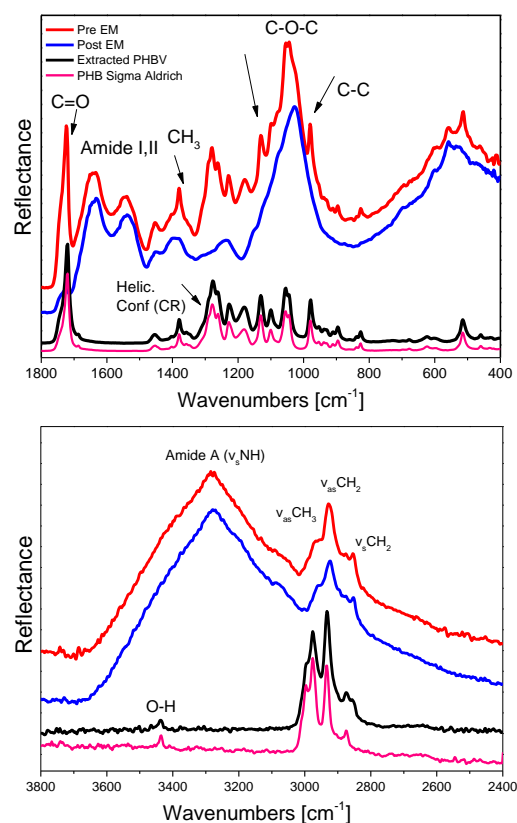 Pre EM
Post EM
Extracted PHBV
PHB Sigma Aldrich
C-O-C
C=O
C-C
Amide I,II
CH3
Helic.
Conf (CR)
Reflectance
1800 1600 1400 1200 1000 800 600 400
Wavenumbers [cm-1]
Amide A (vsNH)
vasCH2
vasCH3
vsCH2
O-H
Reflectance
3800 3600 3400 3200 3000 2800 2600 2400
Wavenumbers [cm-1]